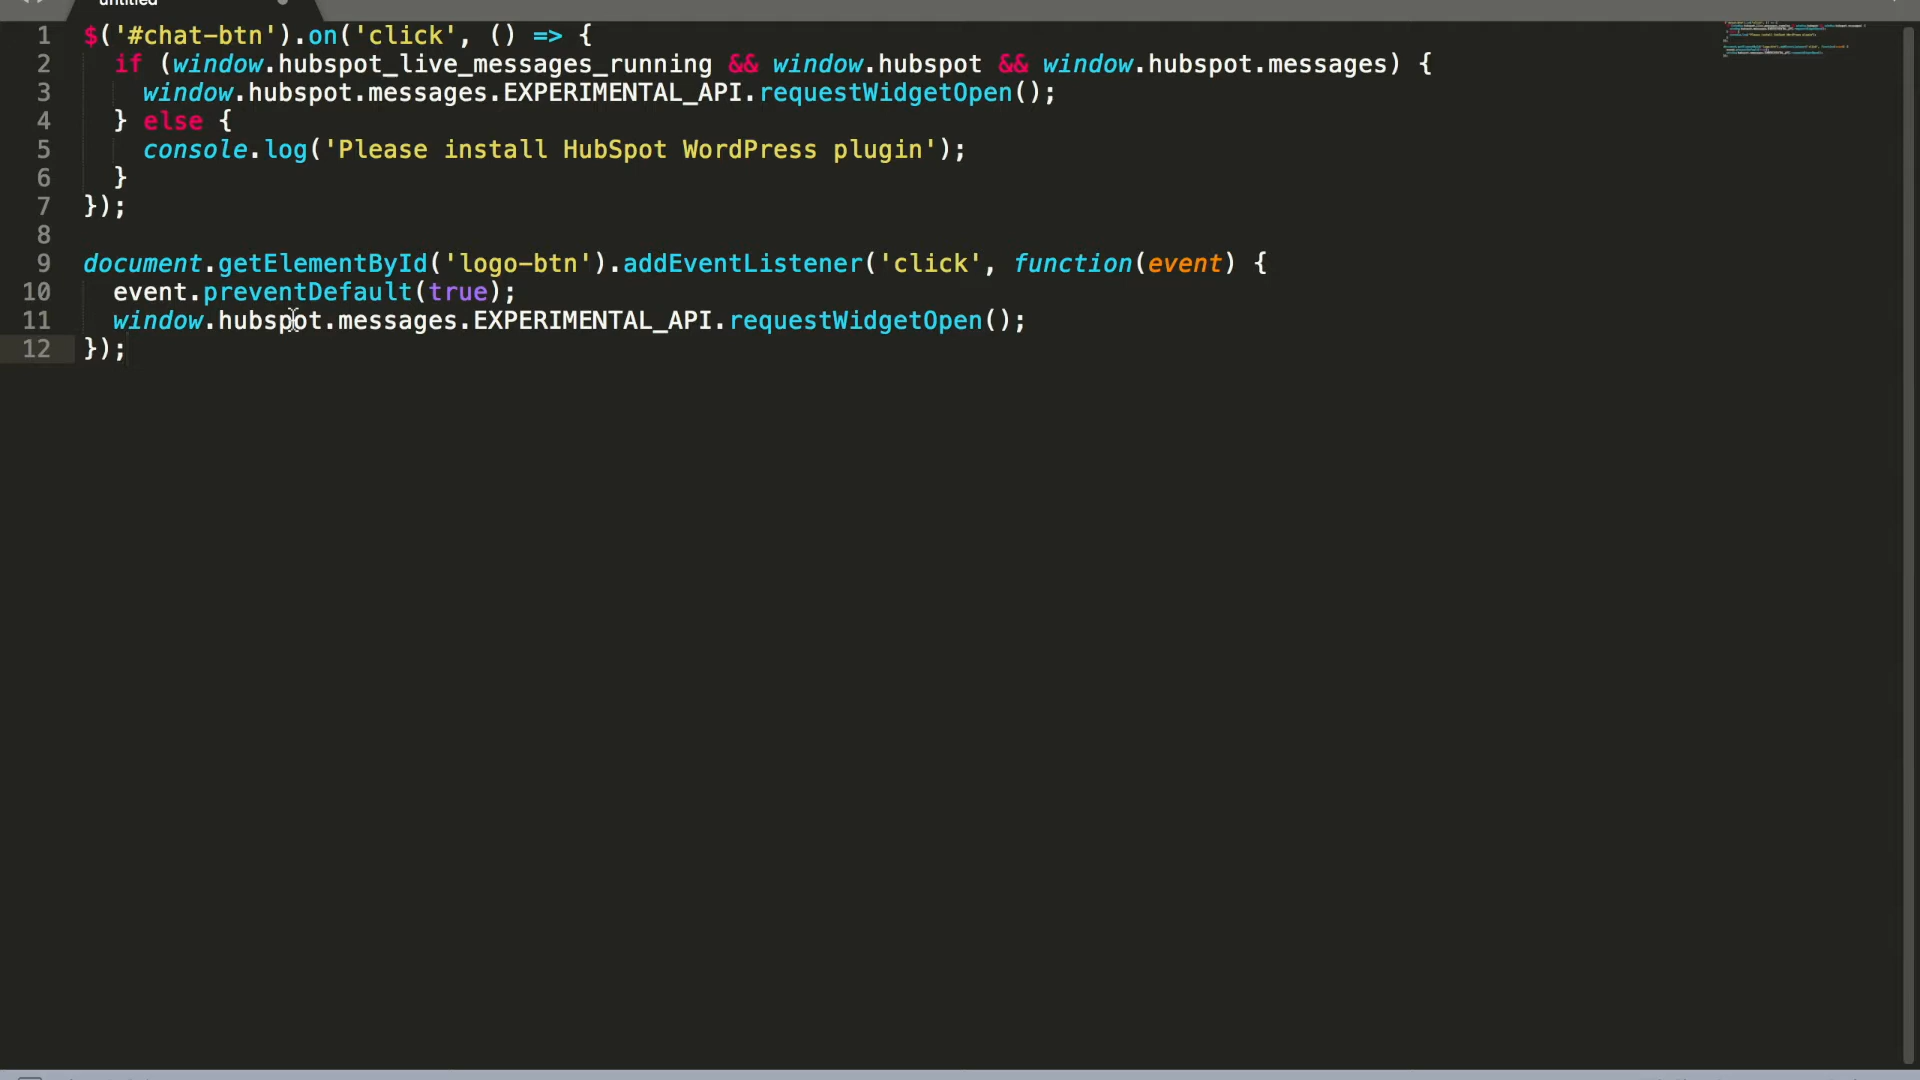 untitled
1 $('#chat-btn').on('click', () => {
2   if (window.hubspot_live_messages_running && window.hubspot && window.hubspot.messages) {
3     window.hubspot.messages.EXPERIMENTAL_API.requestWidgetOpen();
4   } else {
5     console.log('Please install HubSpot WordPress plugin');
6   }
7 });
8
9 document.getElementById('logo-btn').addEventListener('click', function(event) {
10   event.preventDefault(true);
11   window.hubspot.messages.EXPERIMENTAL_API.requestWidgetOpen();
12 });